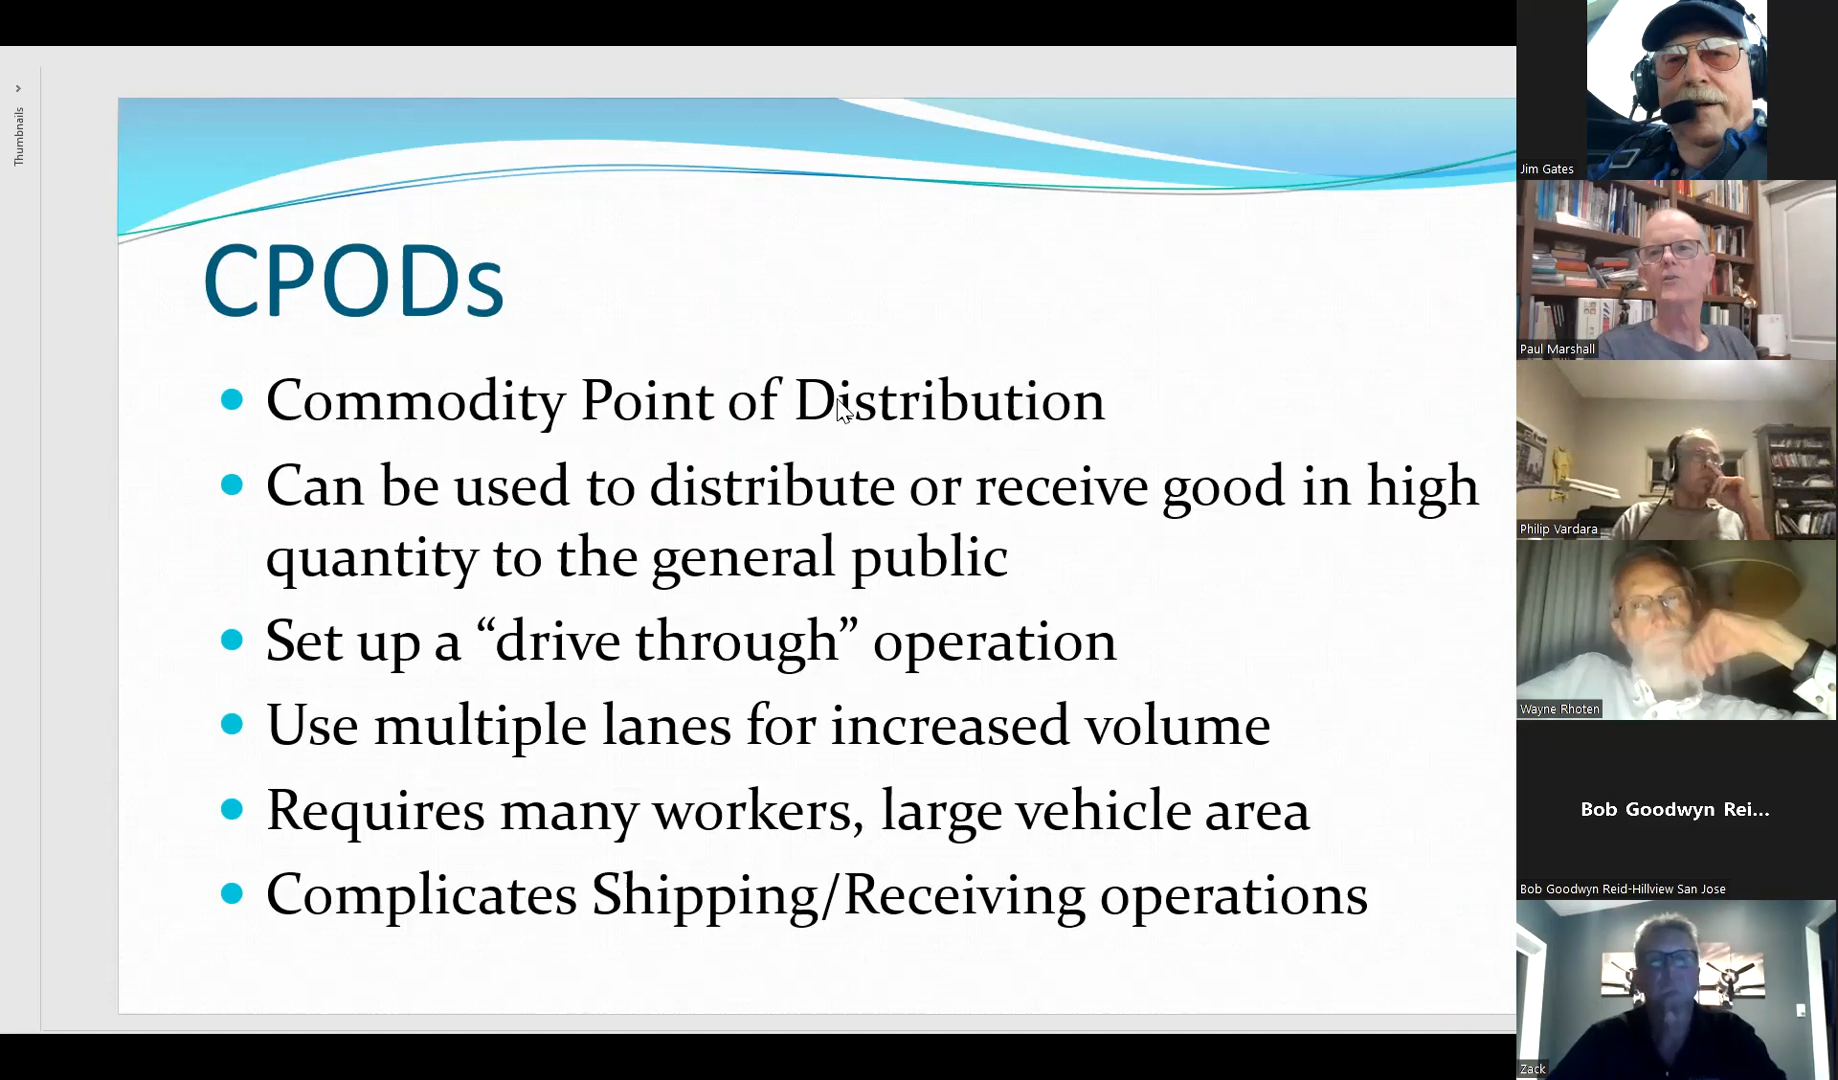 Thumbnails
CPODs
Commodity Point of Distribution
Can be used to distribute or receive good in high
quantity to the general public
Set up a “drive through” operation
Use multiple lanes for increased volume
Requires many workers, large vehicle area
Complicates Shipping/Receiving operations
Jim Gates
Paul Marshall
Philip Vardara
Wayne Rhoten
Bob Goodwyn Rei...
Bob Goodwyn Reid-Hillview San Jose
Zack